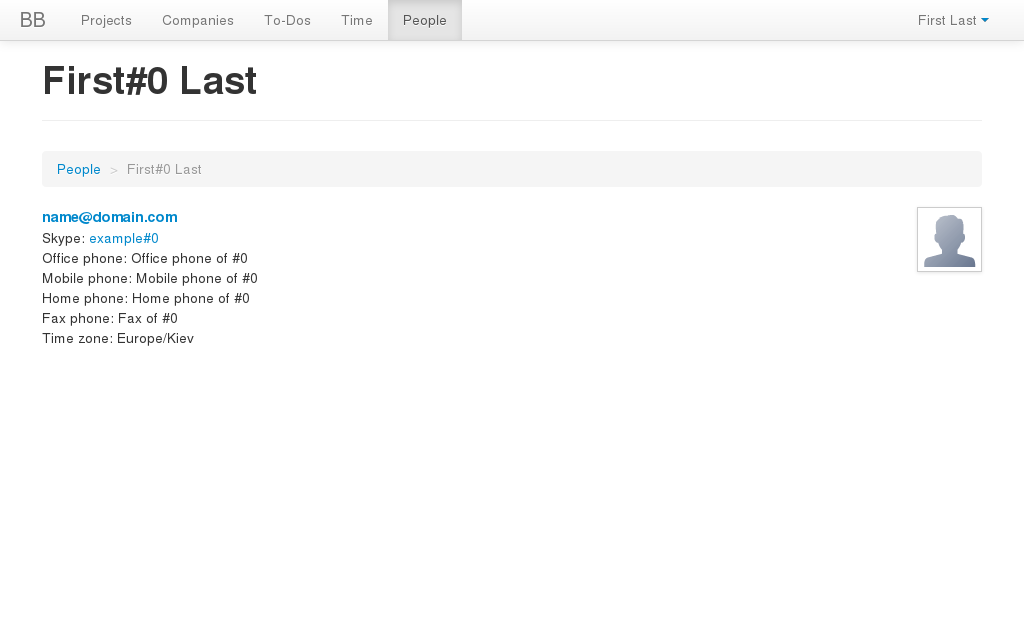 BB Projects Companies To-Dos Time People First Last
First#0 Last
People > First#0 Last
name@domain.com
Skype: example#0
Office phone: Office phone of #0
Mobile phone: Mobile phone of #0
Home phone: Home phone of #0
Fax phone: Fax of #0
Time zone: Europe/Kiev